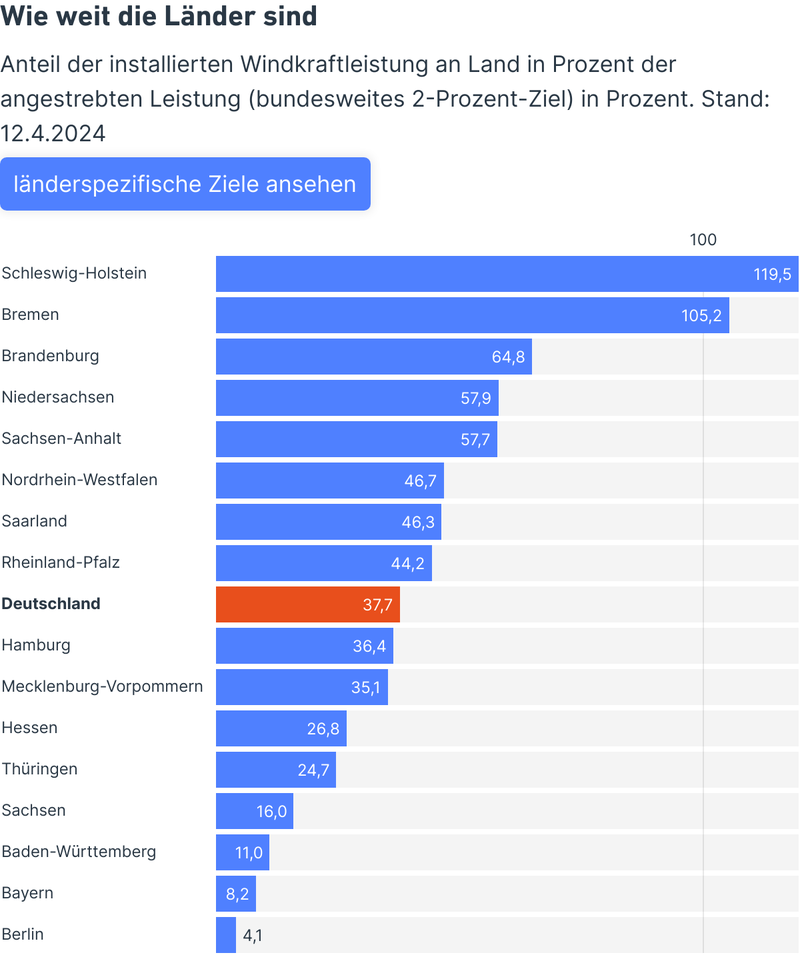 Wie weit die Länder sind
Anteil der installierten Windkraftleistung an Land in Prozent der
angestrebten Leistung (bundesweites 2-Prozent-Ziel) in Prozent. Stand:
12.4.2024
länderspezifische Ziele ansehen
100
Schleswig-Holstein 119,5
Bremen 105,2
Brandenburg 64,8
Niedersachsen 57,9
Sachsen-Anhalt 57,7
Nordrhein-Westfalen 46,7
Saarland 46,3
Rheinland-Pfalz 44,2
Deutschland 37,7
Hamburg 36,4
Mecklenburg-Vorpommern 35,1
Hessen 26,8
Thüringen 24,7
Sachsen 16,0
Baden-Württemberg 11,0
Bayern 8,2
Berlin 4,1